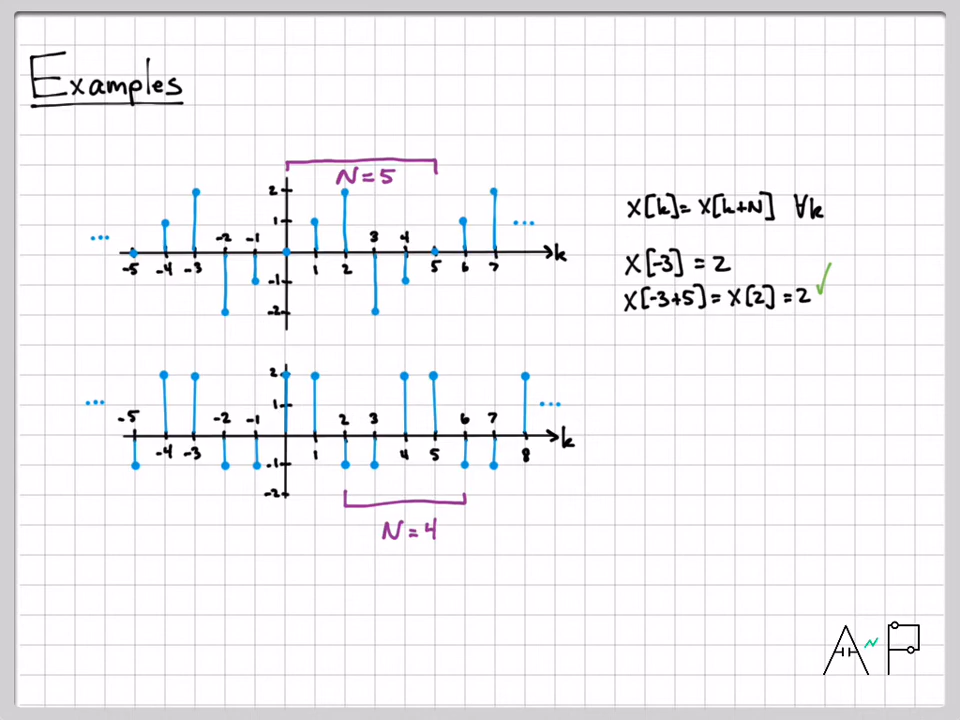 Examples
N=5
2
1
-2 -1 3 4
... ...
-5 -4 -3 1 2 5 6 7 k
-1
-2
x[k]=x[k+N] ∀k
x[-3]=2
x[-3+5]=x[2]=2 ✓
2
1
... ...
-5 -2 -1 2 3 6 7
-4 -3 1 4 5 8 k
-1
-2
N=4
A~P